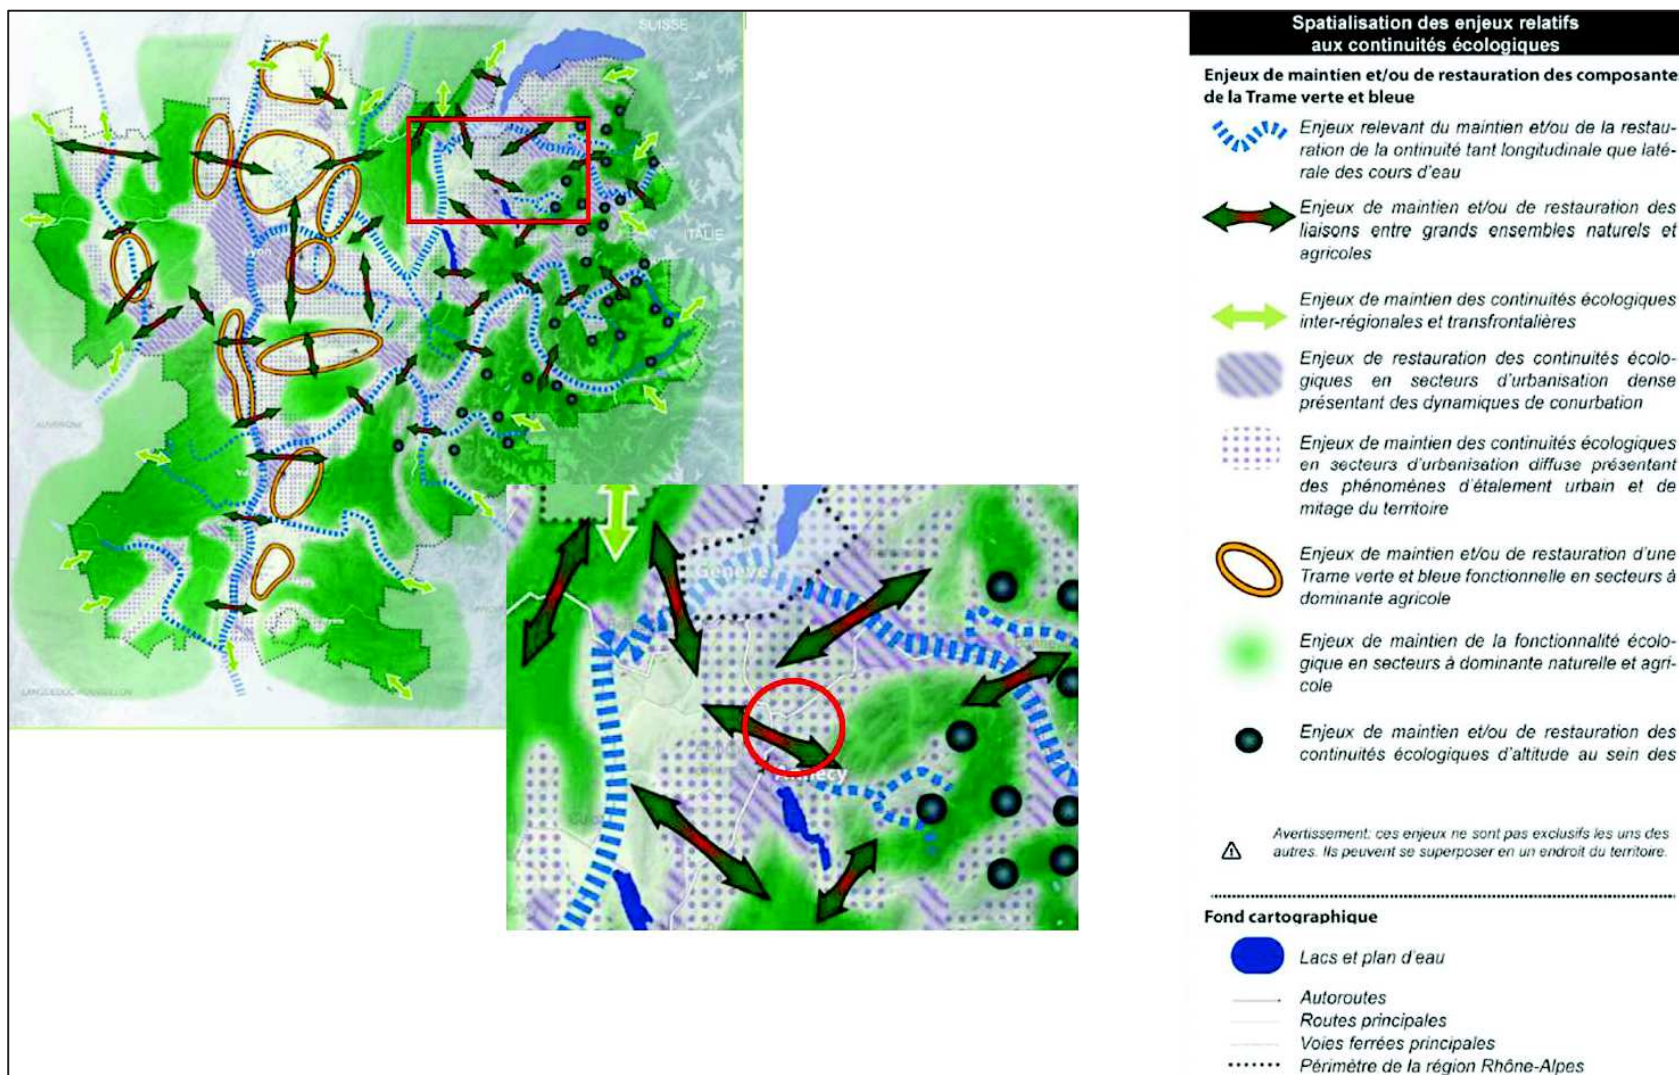 SUISSE
ITALIE
AUVERGNE
LANGUEDOC-ROUSSILLON
Genève
Annecy
Spatialisation des enjeux relatifs
aux continuités écologiques
Enjeux de maintien et/ou de restauration des composante
de la Trame verte et bleue
Enjeux relevant du maintien et/ou de la restau-
ration de la ontinuité tant longitudinale que laté-
rale des cours d'eau
Enjeux de maintien et/ou de restauration des
liaisons entre grands ensembles naturels et
agricoles
Enjeux de maintien des continuités écologiques
inter-régionales et transfrontalières
Enjeux de restauration des continuités écolo-
giques en secteurs d'urbanisation dense
présentant des dynamiques de conurbation
Enjeux de maintien des continuités écologiques
en secteurs d'urbanisation diffuse présentant
des phénomènes d'étalement urbain et de
mitage du territoire
Enjeux de maintien et/ou de restauration d'une
Trame verte et bleue fonctionnelle en secteurs à
dominante agricole
Enjeux de maintien de la fonctionnalité écolo-
gique en secteurs à dominante naturelle et agri-
cole
Enjeux de maintien et/ou de restauration des
continuités écologiques d'altitude au sein des
Avertissement: ces enjeux ne sont pas exclusifs les uns des
autres. Ils peuvent se superposer en un endroit du territoire.
Fond cartographique
Lacs et plan d'eau
Autoroutes
Routes principales
Voies ferrées principales
Périmètre de la région Rhône-Alpes